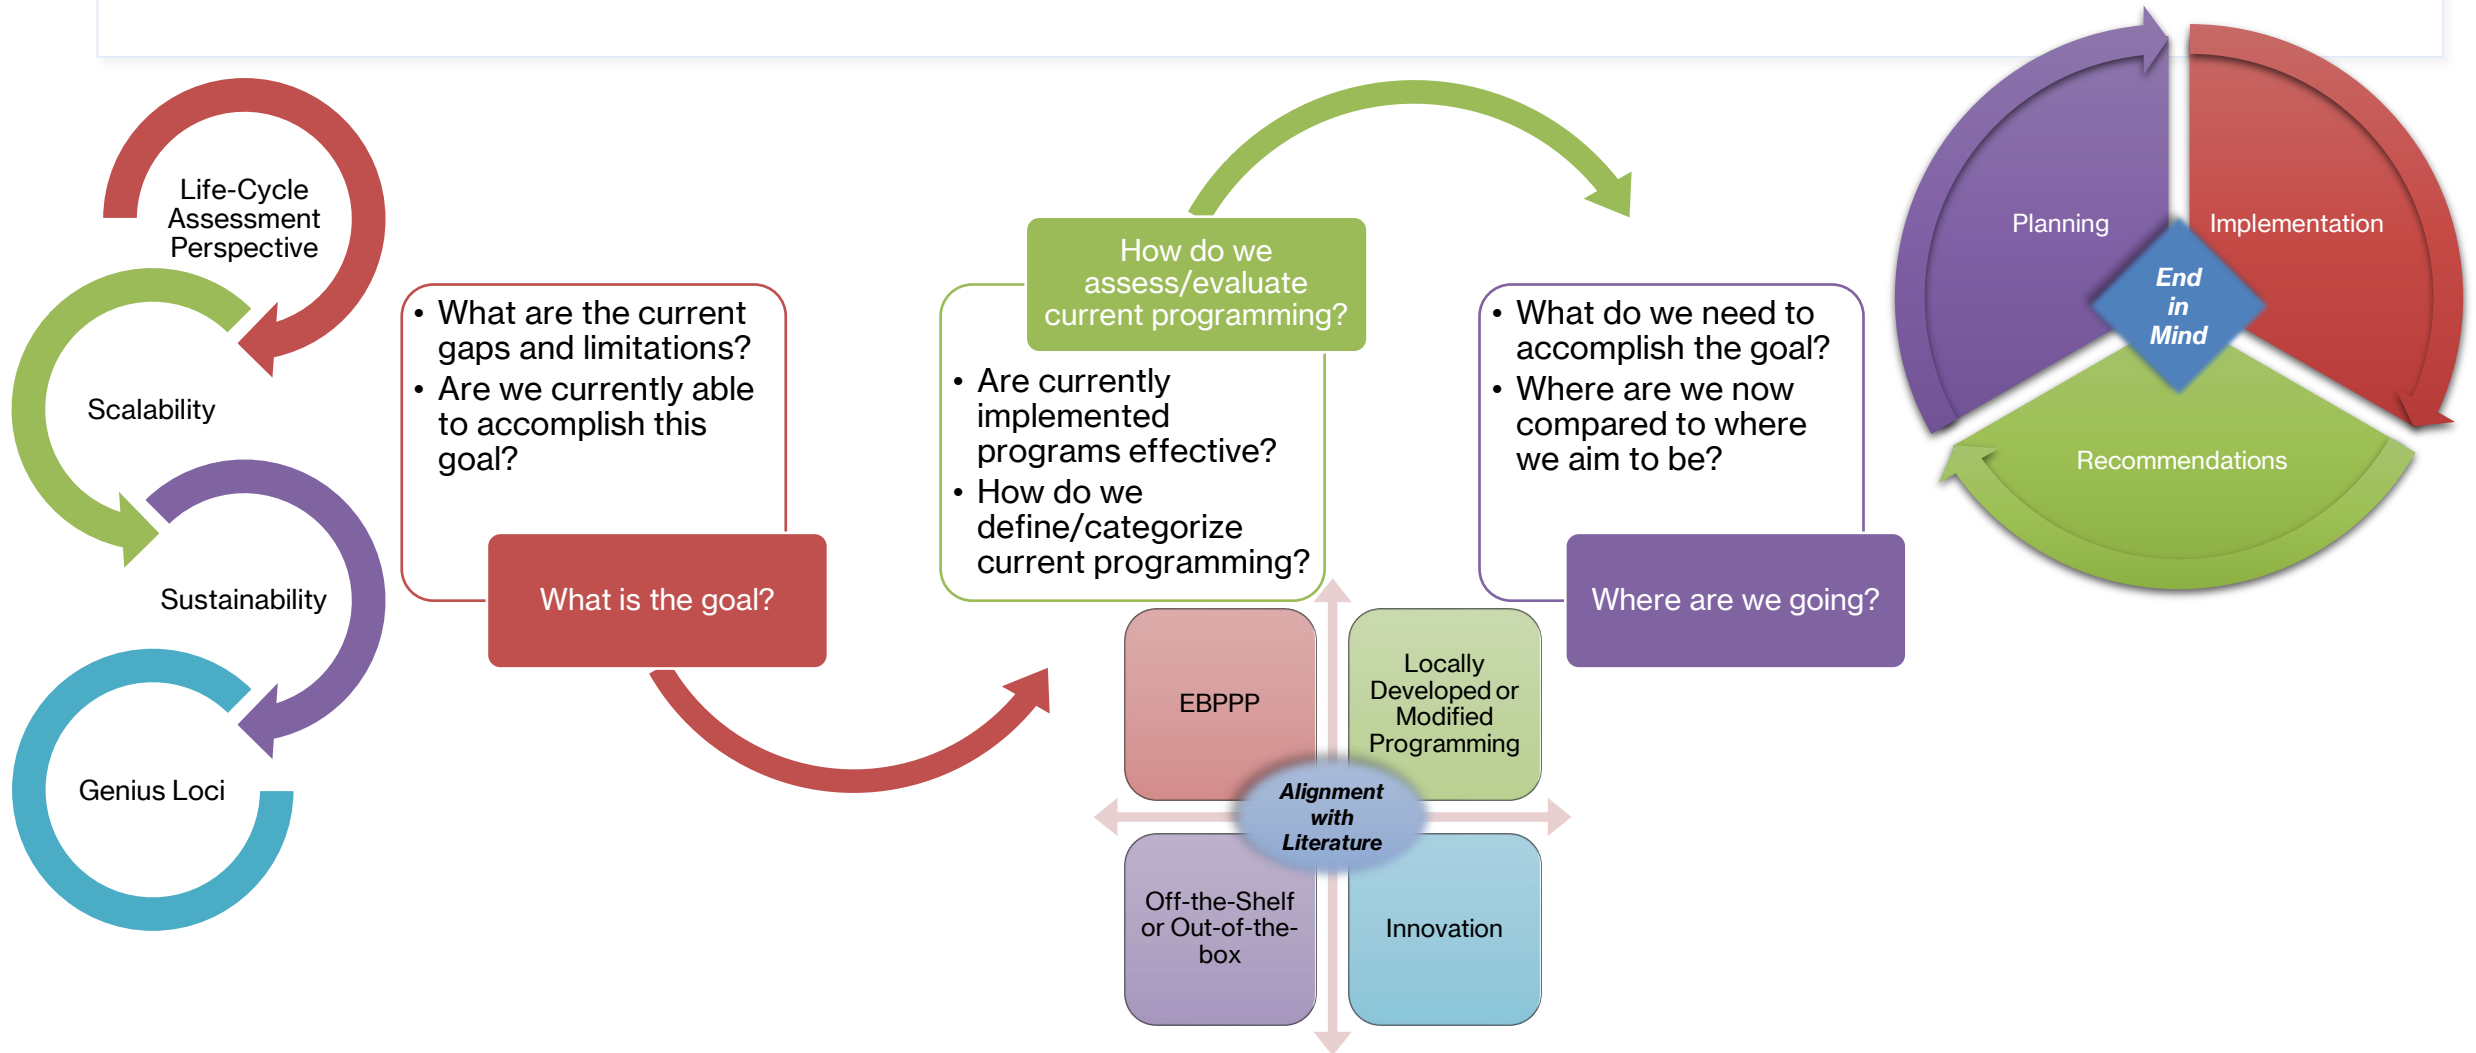 Life-Cycle
Assessment
Perspective
Scalability
Sustainability
Genius Loci
• What are the current
gaps and limitations?
• Are we currently able
to accomplish this
goal?
What is the goal?
How do we
assess/evaluate
current programming?
• Are currently
implemented
programs effective?
• How do we
define/categorize
current programming?
• What do we need to
accomplish the goal?
• Where are we now
compared to where
we aim to be?
Where are we going?
EBPPP
Locally
Developed or
Modified
Programming
Alignment
with
Literature
Off-the-Shelf
or Out-of-the-
box
Innovation
Planning
Implementation
End
in
Mind
Recommendations